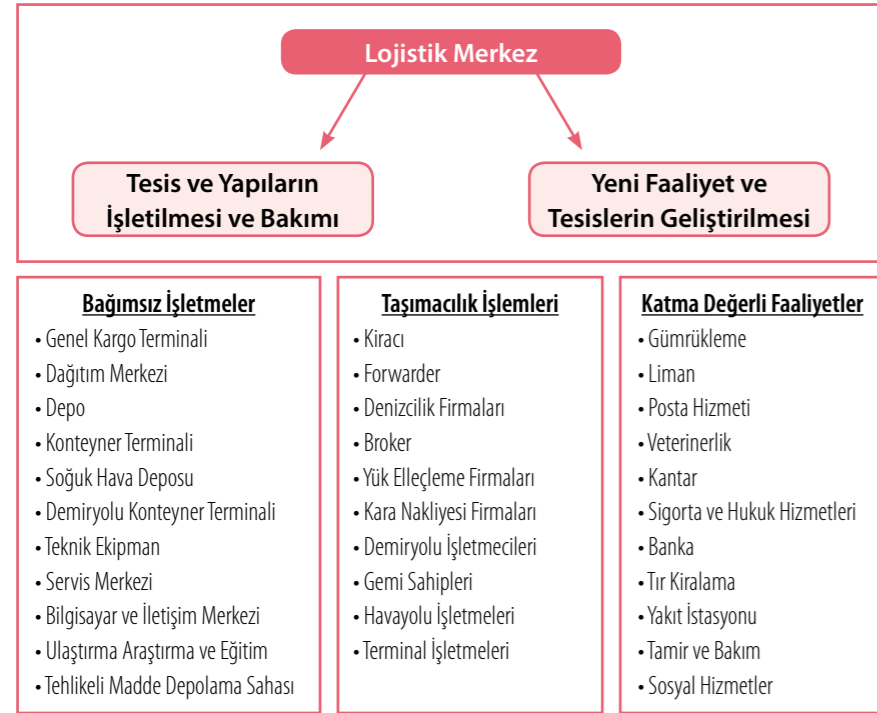 Lojistik Merkez
Tesis ve Yapıların
İşletilmesi ve Bakımı
Yeni Faaliyet ve
Tesislerin Geliştirilmesi
Bağımsız İşletmeler
• Genel Kargo Terminali
• Dağıtım Merkezi
• Depo
• Konteyner Terminali
• Soğuk Hava Deposu
• Demiryolu Konteyner Terminali
• Teknik Ekipman
• Servis Merkezi
• Bilgisayar ve İletişim Merkezi
• Ulaştırma Araştırma ve Eğitim
• Tehlikeli Madde Depolama Sahası
Taşımacılık İşlemleri
• Kiracı
• Forwarder
• Denizcilik Firmaları
• Broker
• Yük Elleçleme Firmaları
• Kara Nakliyesi Firmaları
• Demiryolu İşletmecileri
• Gemi Sahipleri
• Havayolu İşletmeleri
• Terminal İşletmeleri
Katma Değerli Faaliyetler
• Gümrükleme
• Liman
• Posta Hizmeti
• Veterinerlik
• Kantar
• Sigorta ve Hukuk Hizmetleri
• Banka
• Tır Kiralama
• Yakıt İstasyonu
• Tamir ve Bakım
• Sosyal Hizmetler